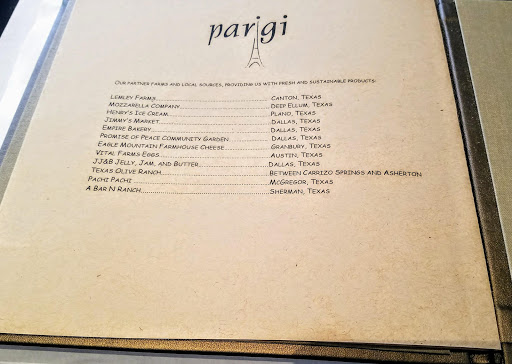 parigi
Our partner farms and local sources, providing us with fresh and sustainable products:
Lemley Farms......Canton, Texas
Mozzarella Company......Deep Ellum, Texas
Henry's Ice Cream......Plano, Texas
Jimmy's Market......Dallas, Texas
Empire Bakery......Dallas, Texas
Promise of Peace Community Garden......Dallas, Texas
Eagle Mountain Farmhouse Cheese......Granbury, Texas
Vital Farms Eggs......Austin, Texas
JJ&B Jelly, Jam, and Butter......Dallas, Texas
Texas Olive Ranch......Between Carrizo Springs and Asherton
Pachi Pachi......McGregor, Texas
A Bar N Ranch......Sherman, Texas